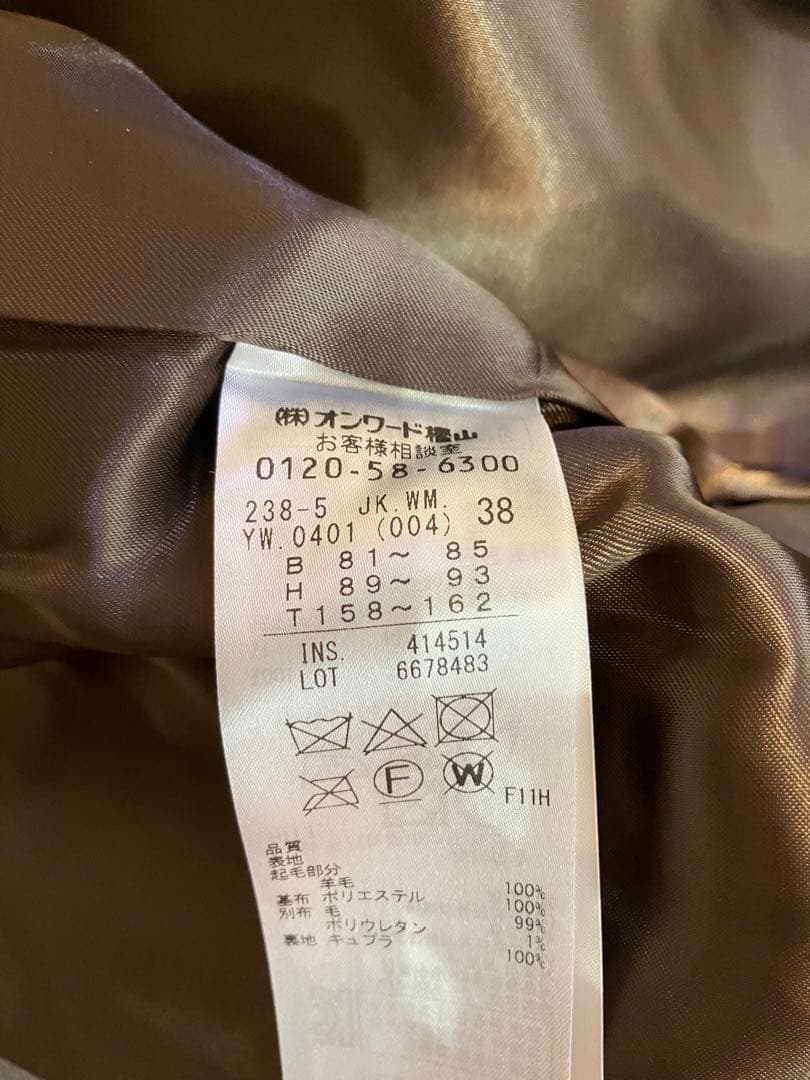 (株)オンワード樫山
お客様相談室
0120-58-6300
238-5 JK.WM. 38
YW.0401 (004)
B 81～ 85
H 89～ 93
T 158～162
INS. 414514
LOT 6678483
F
W
F11H
品質
表地
起毛部分
羊毛 100%
基布 ポリエステル 100%
別布 毛 99%
ポリウレタン 1%
裏地 キュプラ 100%